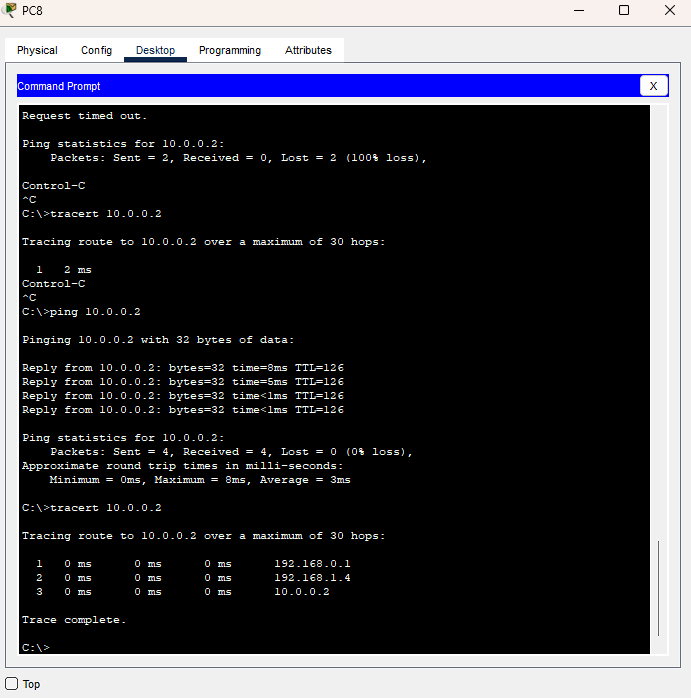 PC8
Physical Config Desktop Programming Attributes
Command Prompt X
Request timed out.
Ping statistics for 10.0.0.2:
Packets: Sent = 2, Received = 0, Lost = 2 (100% loss),
Control-C
^C
C:\>tracert 10.0.0.2
Tracing route to 10.0.0.2 over a maximum of 30 hops:
1 2 ms
Control-C
^C
C:\>ping 10.0.0.2
Pinging 10.0.0.2 with 32 bytes of data:
Reply from 10.0.0.2: bytes=32 time=8ms TTL=126
Reply from 10.0.0.2: bytes=32 time=5ms TTL=126
Reply from 10.0.0.2: bytes=32 time<1ms TTL=126
Reply from 10.0.0.2: bytes=32 time<1ms TTL=126
Ping statistics for 10.0.0.2:
Packets: Sent = 4, Received = 4, Lost = 0 (0% loss),
Approximate round trip times in milli-seconds:
Minimum = 0ms, Maximum = 8ms, Average = 3ms
C:\>tracert 10.0.0.2
Tracing route to 10.0.0.2 over a maximum of 30 hops:
1 0 ms 0 ms 0 ms 192.168.0.1
2 0 ms 0 ms 0 ms 192.168.1.4
3 0 ms 0 ms 0 ms 10.0.0.2
Trace complete.
C:\>
Top